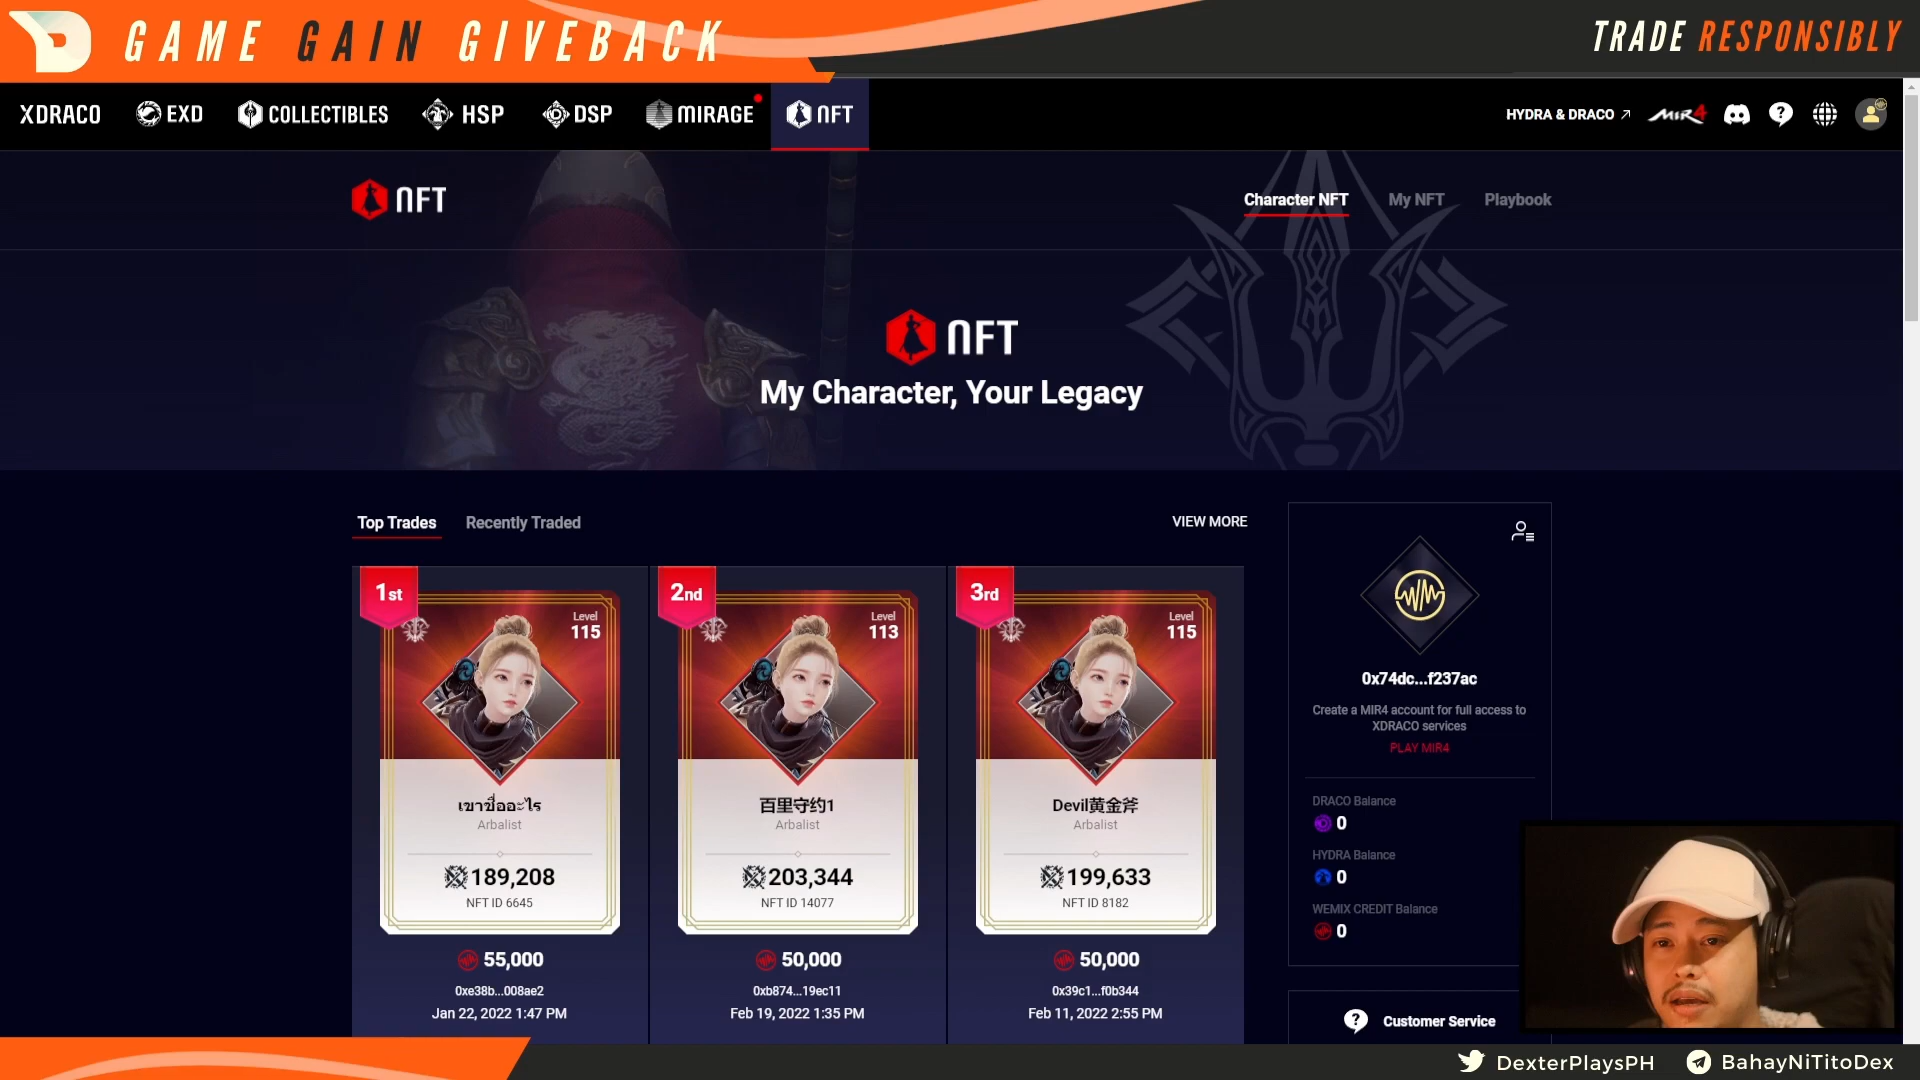 GAME GAIN GIVEBACK
TRADE RESPONSIBLY
XDRACO EXD COLLECTIBLES HSP DSP MIRAGE NFT
HYDRA & DRACO MIR4
NFT
Character NFT My NFT Playbook
NFT
My Character, Your Legacy
Top Trades Recently Traded VIEW MORE
1st
Level
115
เขาชื่ออะไร
Arbalist
189,208
NFT ID 6645
55,000
0xe38b...008ae2
Jan 22, 2022 1:47 PM
2nd
Level
113
百里守约1
Arbalist
203,344
NFT ID 14077
50,000
0xb874...19ec11
Feb 19, 2022 1:35 PM
3rd
Level
115
Devil黄金斧
Arbalist
199,633
NFT ID 8182
50,000
0x39c1...f0b344
Feb 11, 2022 2:55 PM
0x74dc...f237ac
Create a MIR4 account for full access to
XDRACO services
PLAY MIR4
DRACO Balance
0
HYDRA Balance
0
WEMIX CREDIT Balance
0
Customer Service
DexterPlaysPH BahayNiTitoDex